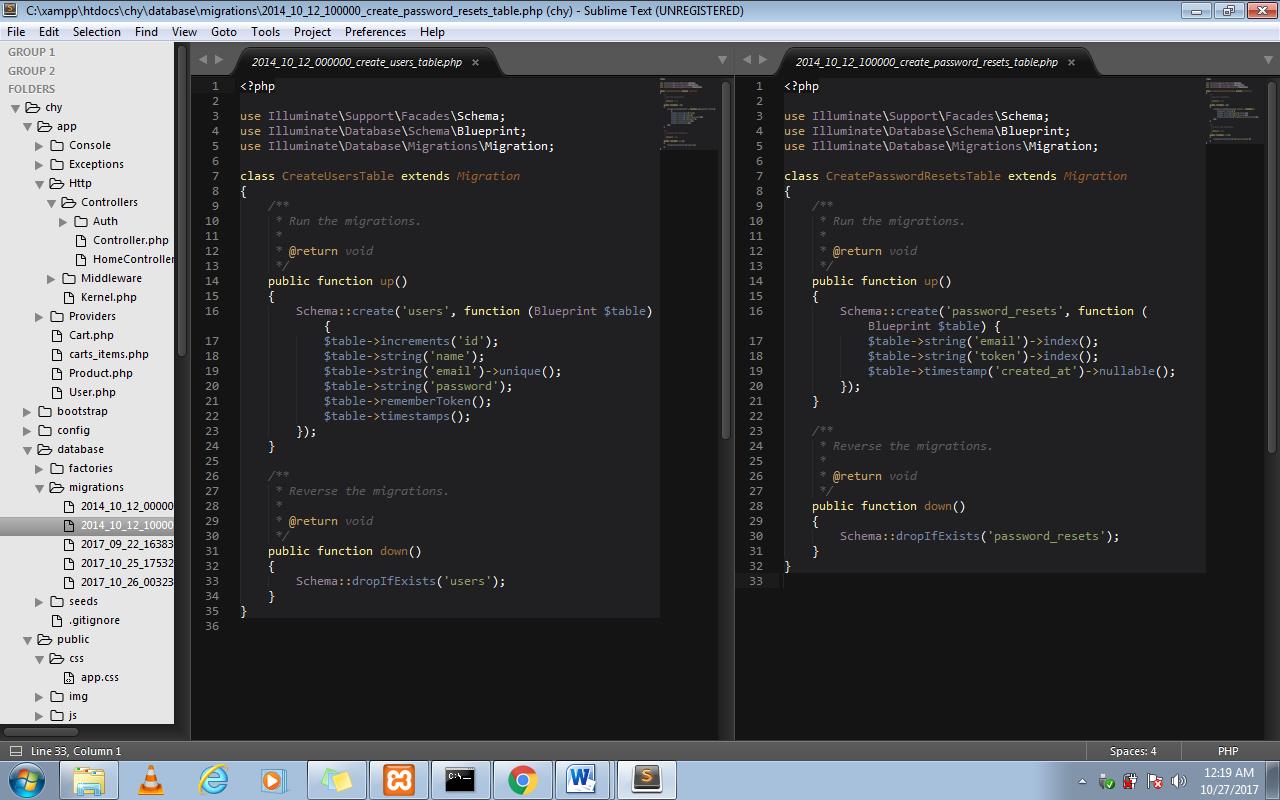 C:\xampp\htdocs\chy\database\migrations\2014_10_12_100000_create_password_resets_table.php (chy) - Sublime Text (UNREGISTERED)
File Edit Selection Find View Goto Tools Project Preferences Help
GROUP 1
GROUP 2
FOLDERS
chy
app
Console
Exceptions
Http
Controllers
Auth
Controller.php
HomeController
Middleware
Kernel.php
Providers
Cart.php
carts_items.php
Product.php
User.php
bootstrap
config
database
factories
migrations
2014_10_12_00000
2014_10_12_10000
2017_09_22_16383
2017_10_25_17532
2017_10_26_00323
seeds
.gitignore
public
css
app.css
img
js
2014_10_12_000000_create_users_table.php ×
1 <?php
2
3 use Illuminate\Support\Facades\Schema;
4 use Illuminate\Database\Schema\Blueprint;
5 use Illuminate\Database\Migrations\Migration;
6
7 class CreateUsersTable extends Migration
8 {
9 /**
10 * Run the migrations.
11 *
12 * @return void
13 */
14 public function up()
15 {
16 Schema::create('users', function (Blueprint $table)
{
17 $table->increments('id');
18 $table->string('name');
19 $table->string('email')->unique();
20 $table->string('password');
21 $table->rememberToken();
22 $table->timestamps();
23 });
24 }
25
26 /**
27 * Reverse the migrations.
28 *
29 * @return void
30 */
31 public function down()
32 {
33 Schema::dropIfExists('users');
34 }
35 }
36
2014_10_12_100000_create_password_resets_table.php ×
1 <?php
2
3 use Illuminate\Support\Facades\Schema;
4 use Illuminate\Database\Schema\Blueprint;
5 use Illuminate\Database\Migrations\Migration;
6
7 class CreatePasswordResetsTable extends Migration
8 {
9 /**
10 * Run the migrations.
11 *
12 * @return void
13 */
14 public function up()
15 {
16 Schema::create('password_resets', function (
Blueprint $table) {
17 $table->string('email')->index();
18 $table->string('token')->index();
19 $table->timestamp('created_at')->nullable();
20 });
21 }
22
23 /**
24 * Reverse the migrations.
25 *
26 * @return void
27 */
28 public function down()
29 {
30 Schema::dropIfExists('password_resets');
31 }
32 }
33
Line 33, Column 1
Spaces: 4
PHP
12:19 AM
10/27/2017